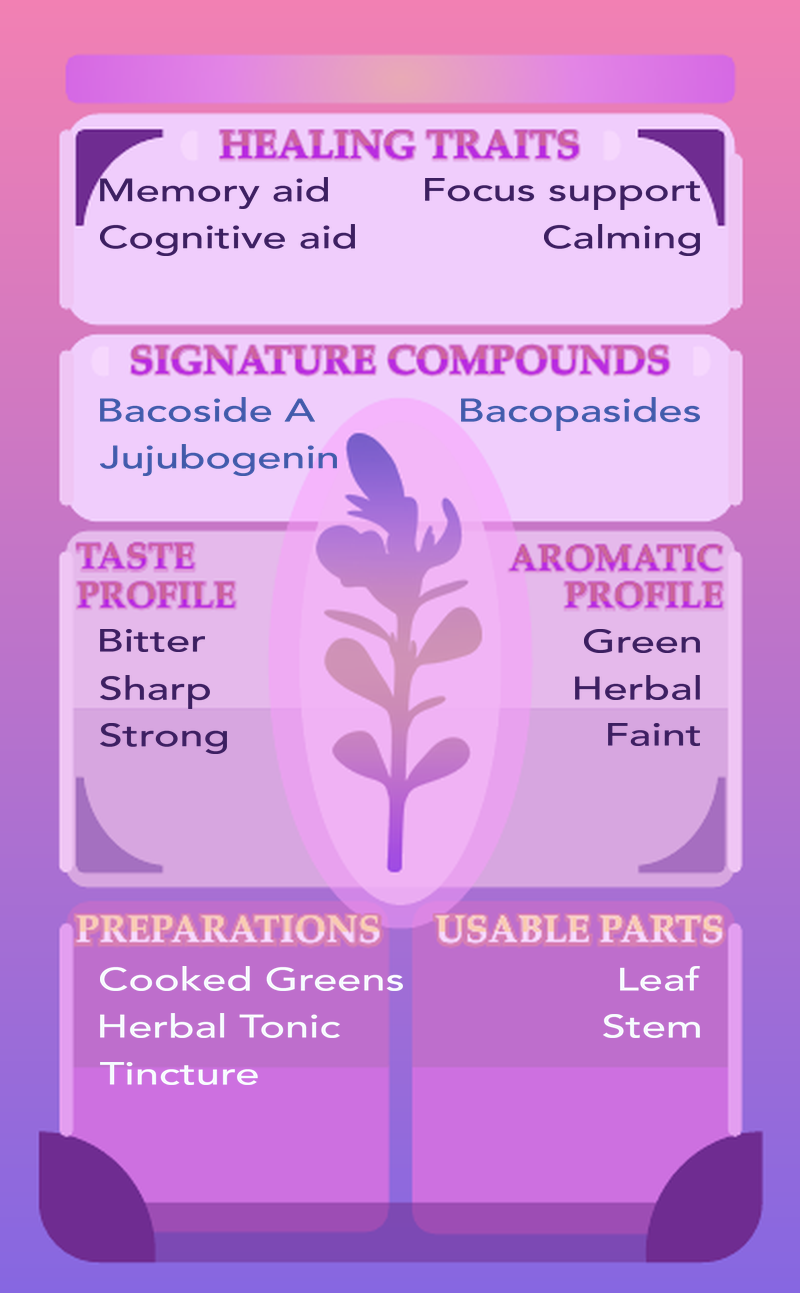 HEALING TRAITS
Memory aid
Focus support
Cognitive aid
Calming
SIGNATURE COMPOUNDS
Bacoside A
Bacopasides
Jujubogenin
TASTE
PROFILE
Bitter
Sharp
Strong
AROMATIC
PROFILE
Green
Herbal
Faint
PREPARATIONS
Cooked Greens
Herbal Tonic
Tincture
USABLE PARTS
Leaf
Stem